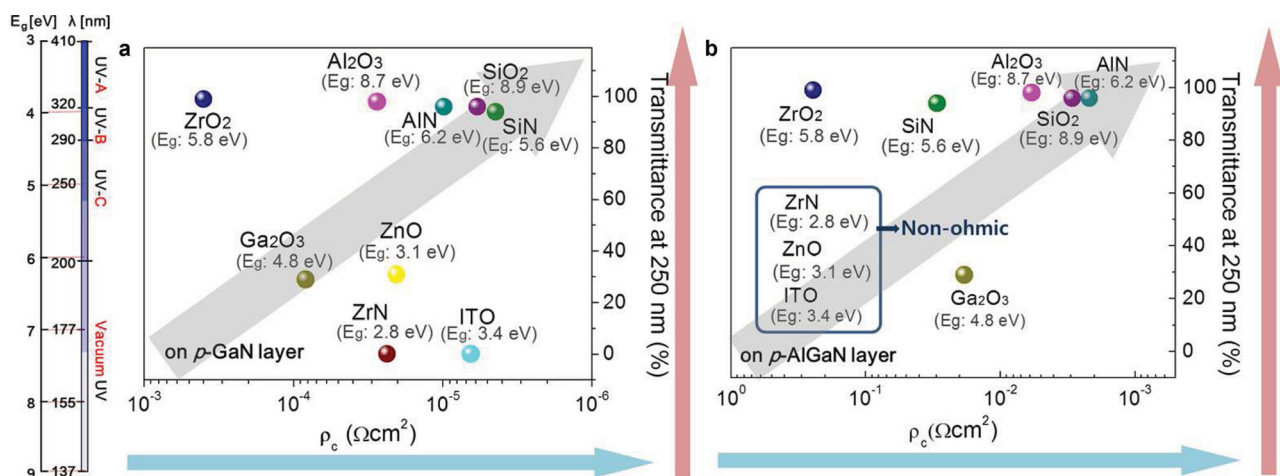 Eg[eV] λ [nm]
3 410
320
4
290
5 250
6 200
7 177
8 155
9 137
UV-A
UV-B
UV-C
Vacuum UV
a
ZrO2
(Eg: 5.8 eV)
Al2O3
(Eg: 8.7 eV)
AlN
(Eg: 6.2 eV)
SiO2
(Eg: 8.9 eV)
SiN
(Eg: 5.6 eV)
Ga2O3
(Eg: 4.8 eV)
ZnO
(Eg: 3.1 eV)
ZrN
(Eg: 2.8 eV)
ITO
(Eg: 3.4 eV)
on p-GaN layer
100
80
60
40
20
0
Transmittance at 250 nm (%)
10-3 10-4 10-5 10-6
ρc (Ωcm2)
b
ZrO2
(Eg: 5.8 eV)
SiN
(Eg: 5.6 eV)
Al2O3
(Eg: 8.7 eV)
AlN
(Eg: 6.2 eV)
SiO2
(Eg: 8.9 eV)
ZrN
(Eg: 2.8 eV)
ZnO
(Eg: 3.1 eV)
ITO
(Eg: 3.4 eV)
Non-ohmic
Ga2O3
(Eg: 4.8 eV)
on p-AlGaN layer
100
80
60
40
20
0
Transmittance at 250 nm (%)
100 10-1 10-2 10-3
ρc(Ωcm2)